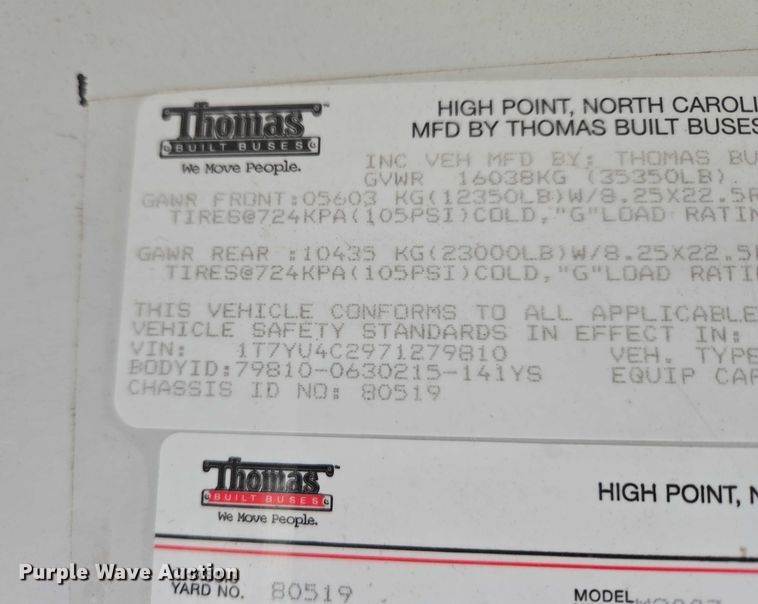 Thomas
BUILT BUSES
We Move People.
HIGH POINT, NORTH CAROLI
MFD BY THOMAS BUILT BUSES
INC VEH MFD BY: THOMAS BU
GVWR 16038KG (35350LB)
GAWR FRONT:05603 KG(12350LB)W/8.25X22.5R
TIRES@724KPA(105PSI)COLD,"G"LOAD RATIN
GAWR REAR :10435 KG(23000LB)W/8.25X22.5R
TIRES@724KPA(105PSI)COLD,"G"LOAD RATI
THIS VEHICLE CONFORMS TO ALL APPLICABLE
VEHICLE SAFETY STANDARDS IN EFFECT IN:
VIN: 1T7YU4C2971279810 VEH. TYPE
BODYID:79810-0630215-141YS EQUIP CAP
CHASSIS ID NO: 80519
Thomas
BUILT BUSES
We Move People.
HIGH POINT, N
Purple Wave Auction
YARD NO. 80519
MODEL